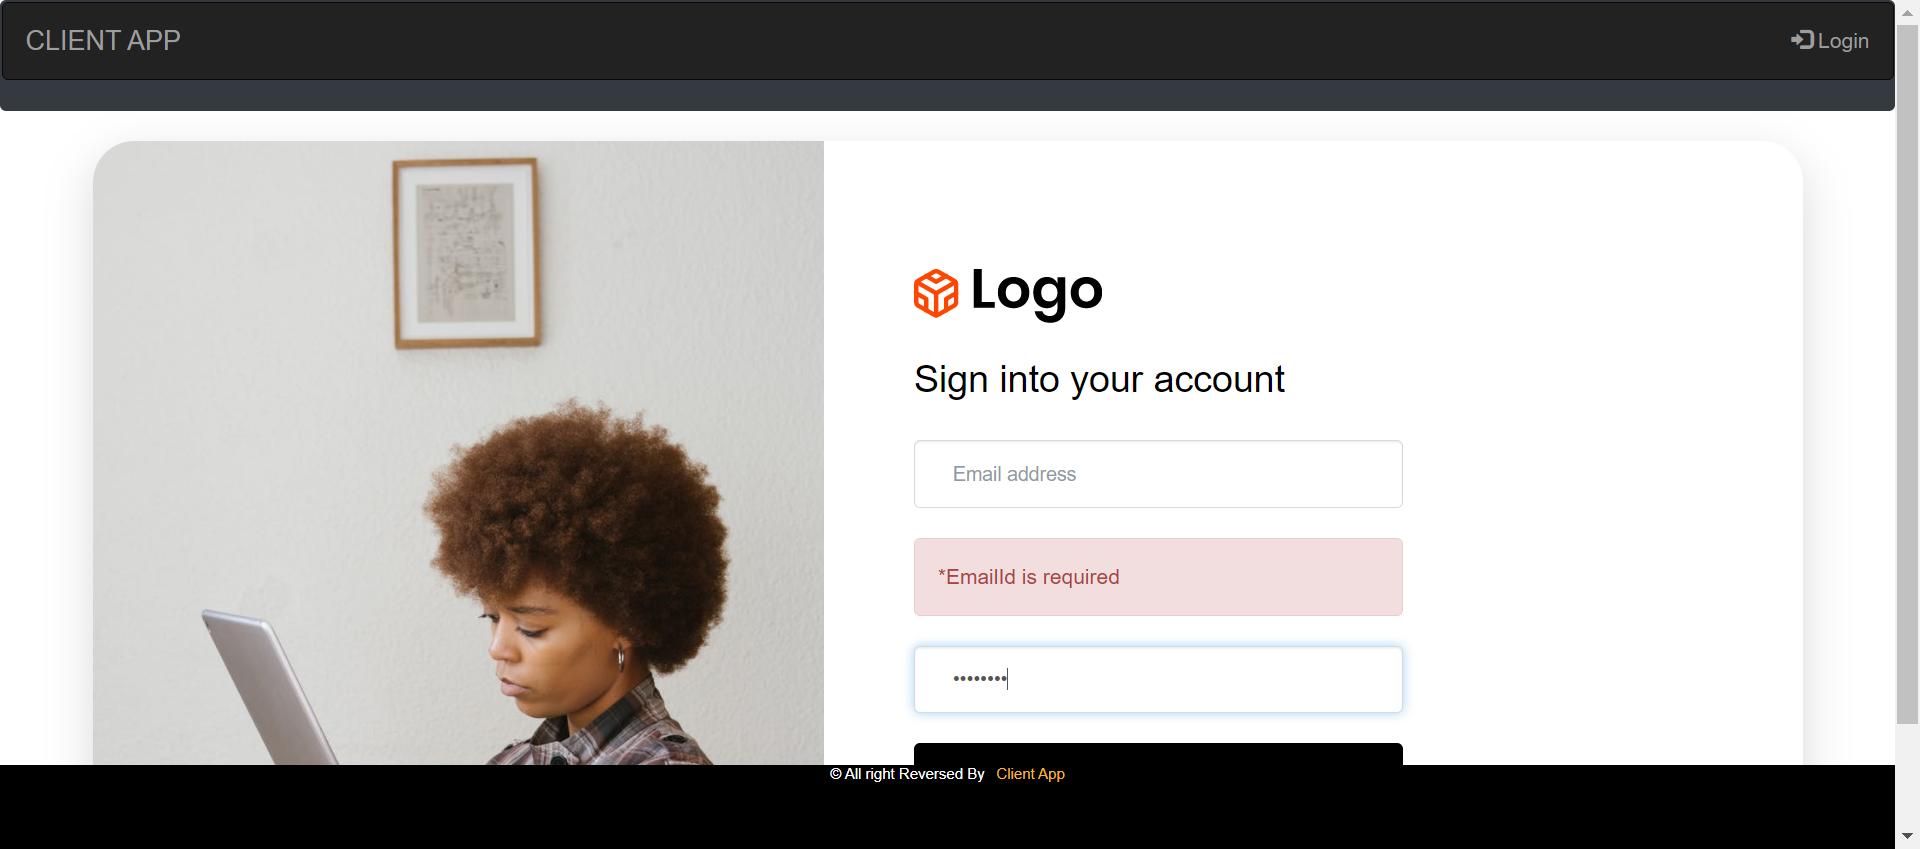 CLIENT APP
Login
Logo
Sign into your account
Email address
*EmailId is required
••••••••
© All right Reversed By Client App